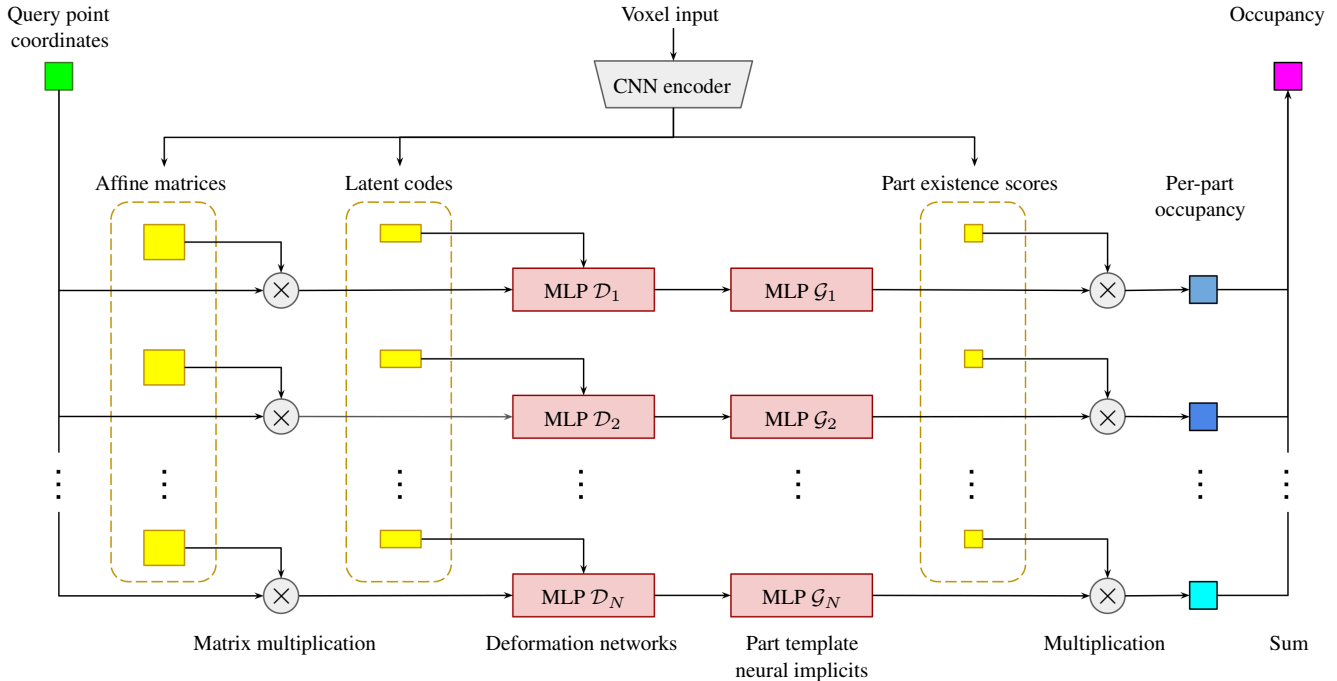 Query point
coordinates
Voxel input
Occupancy
CNN encoder
Affine matrices
Latent codes
Part existence scores
Per-part
occupancy
×
MLP 𝒟₁
MLP 𝒢₁
×
×
MLP 𝒟₂
MLP 𝒢₂
×
⋮ ⋮ ⋮ ⋮ ⋮ ⋮ ⋮ ⋮
×
MLP 𝒟_N
MLP 𝒢_N
×
Matrix multiplication
Deformation networks
Part template
neural implicits
Multiplication
Sum